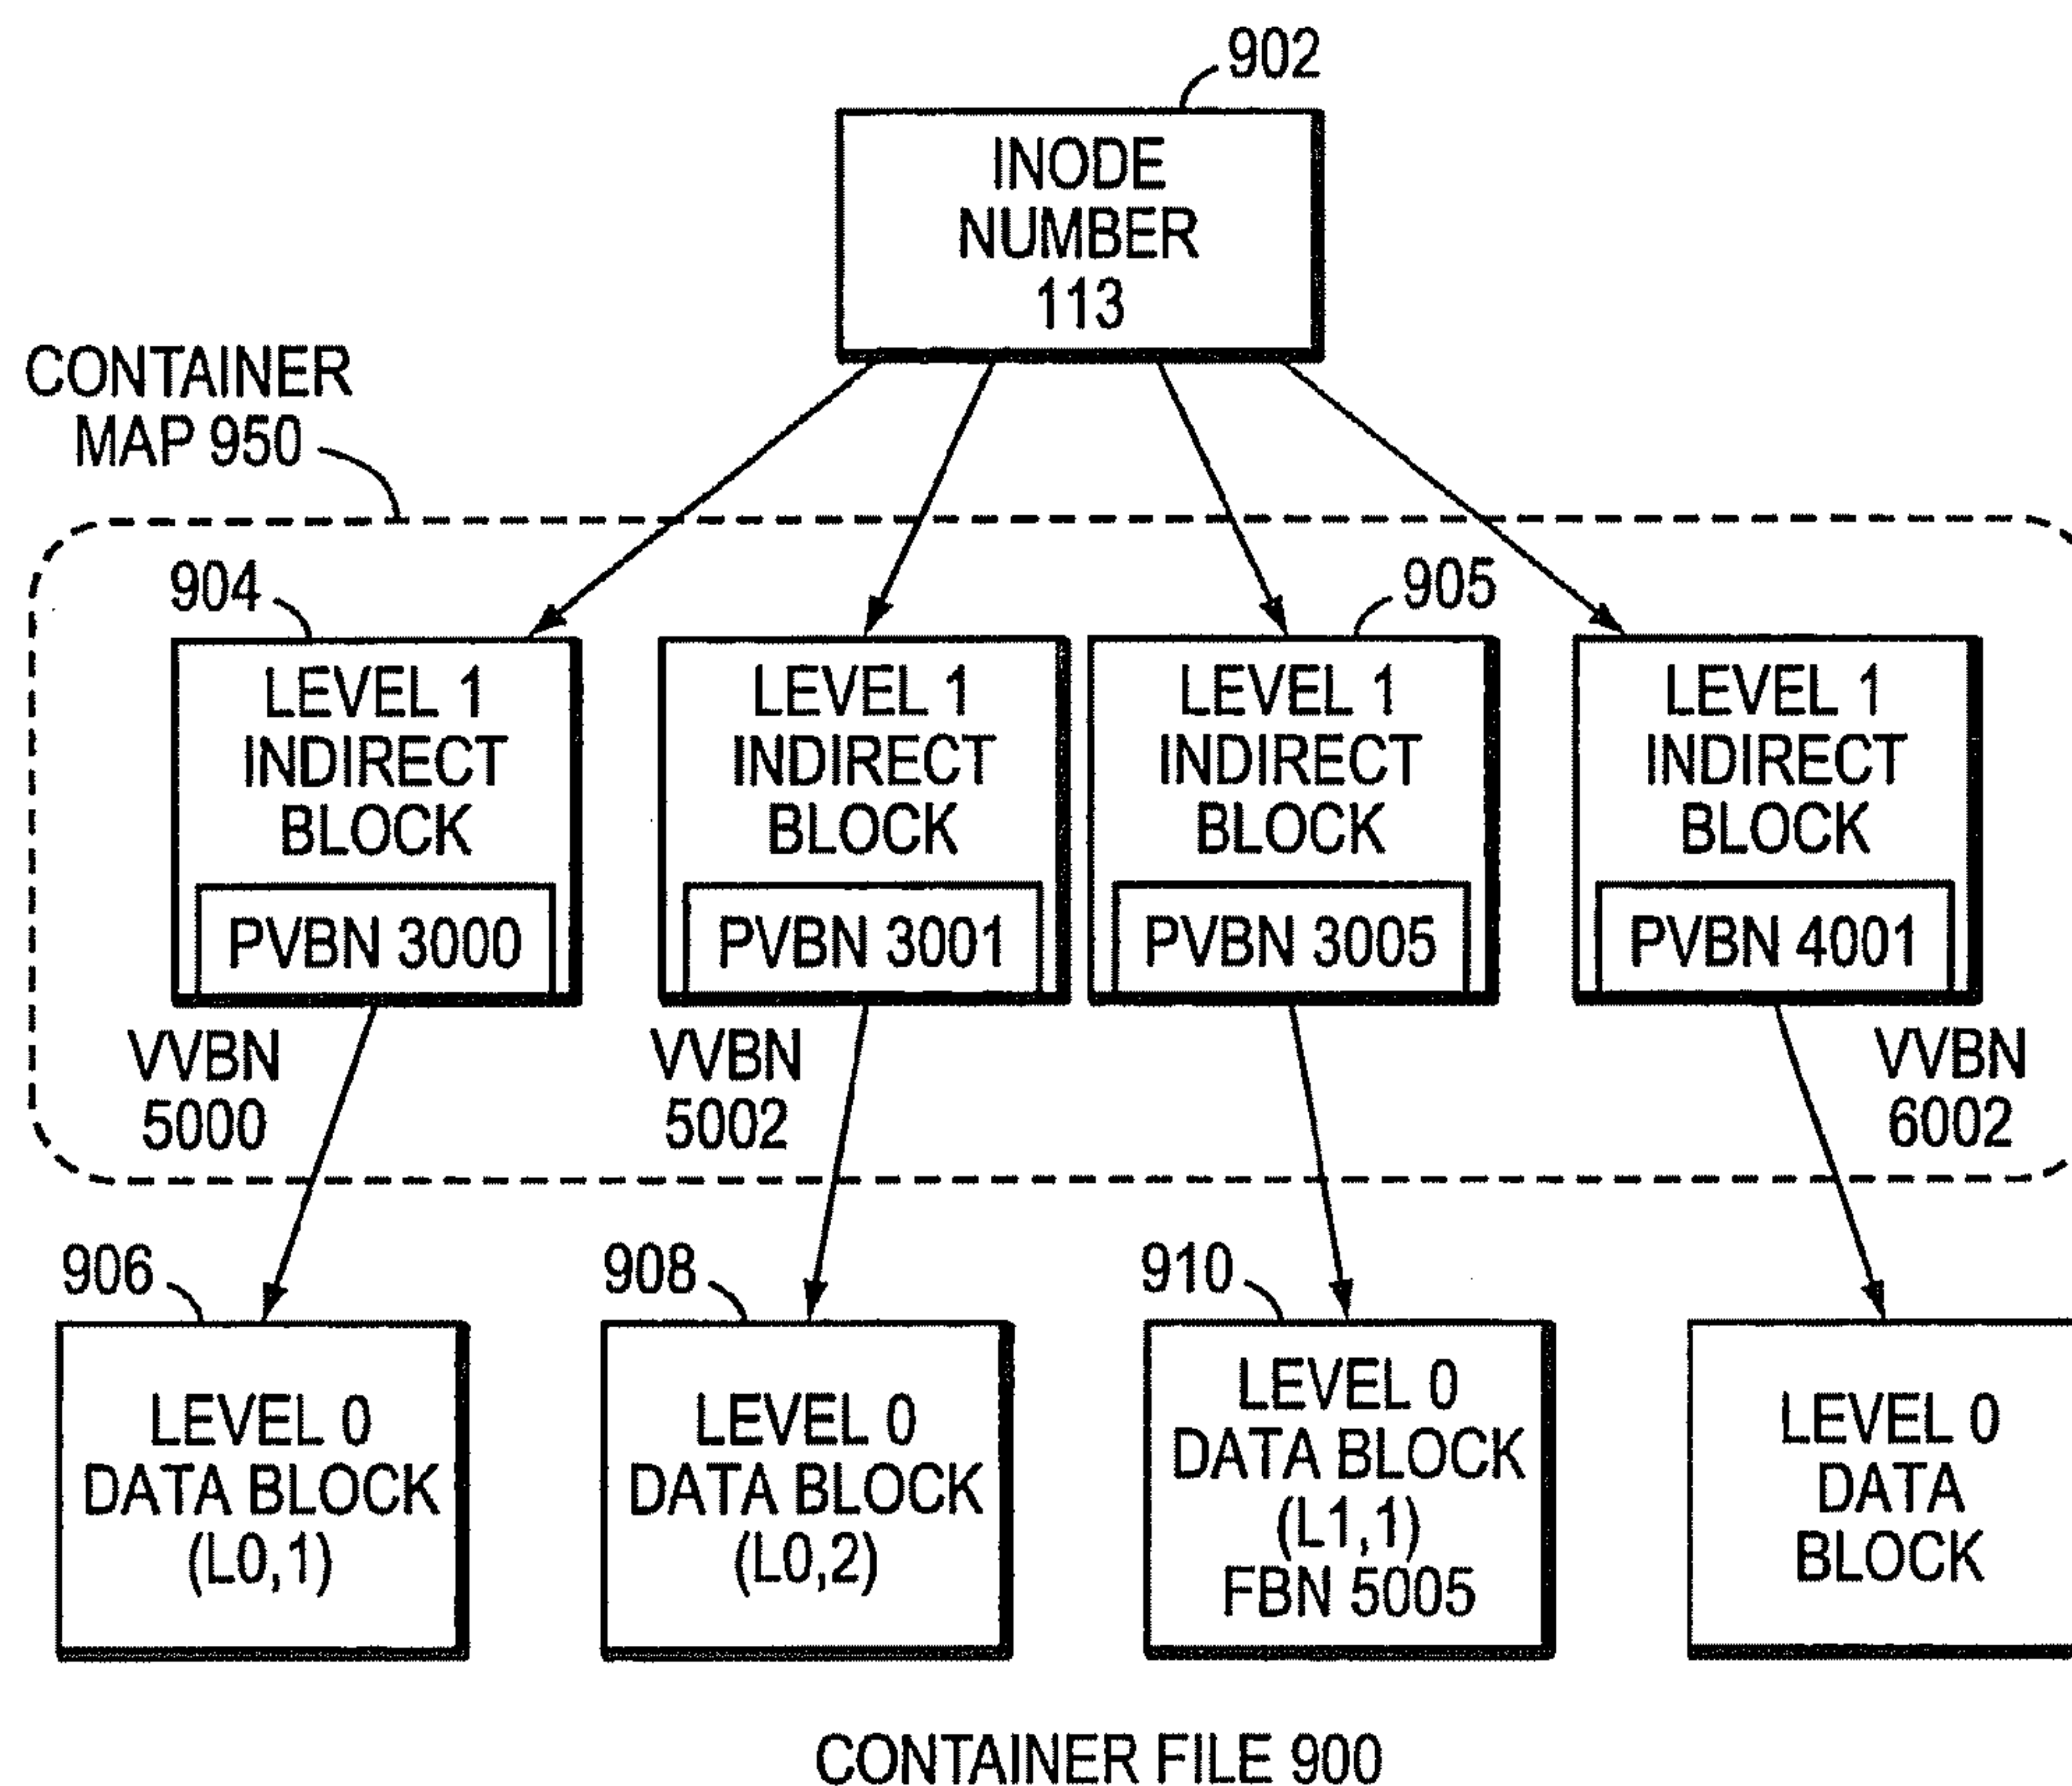 902
INODE
NUMBER
113
CONTAINER
MAP 950
904
905
LEVEL 1
INDIRECT
BLOCK
PVBN 3000
LEVEL 1
INDIRECT
BLOCK
PVBN 3001
LEVEL 1
INDIRECT
BLOCK
PVBN 3005
LEVEL 1
INDIRECT
BLOCK
PVBN 4001
VVBN
5000
VVBN
5002
VVBN
6002
906
908
910
LEVEL 0
DATA BLOCK
(L0,1)
LEVEL 0
DATA BLOCK
(L0,2)
LEVEL 0
DATA BLOCK
(L1,1)
FBN 5005
LEVEL 0
DATA
BLOCK
CONTAINER FILE 900